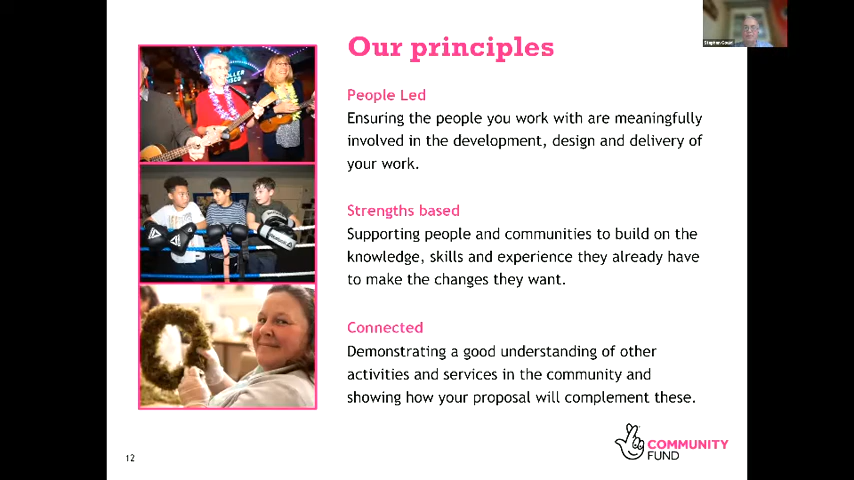 Our principles
People Led
Ensuring the people you work with are meaningfully
involved in the development, design and delivery of
your work.
Strengths based
Supporting people and communities to build on the
knowledge, skills and experience they already have
to make the changes they want.
Connected
Demonstrating a good understanding of other
activities and services in the community and
showing how your proposal will complement these.
COMMUNITY
FUND
12